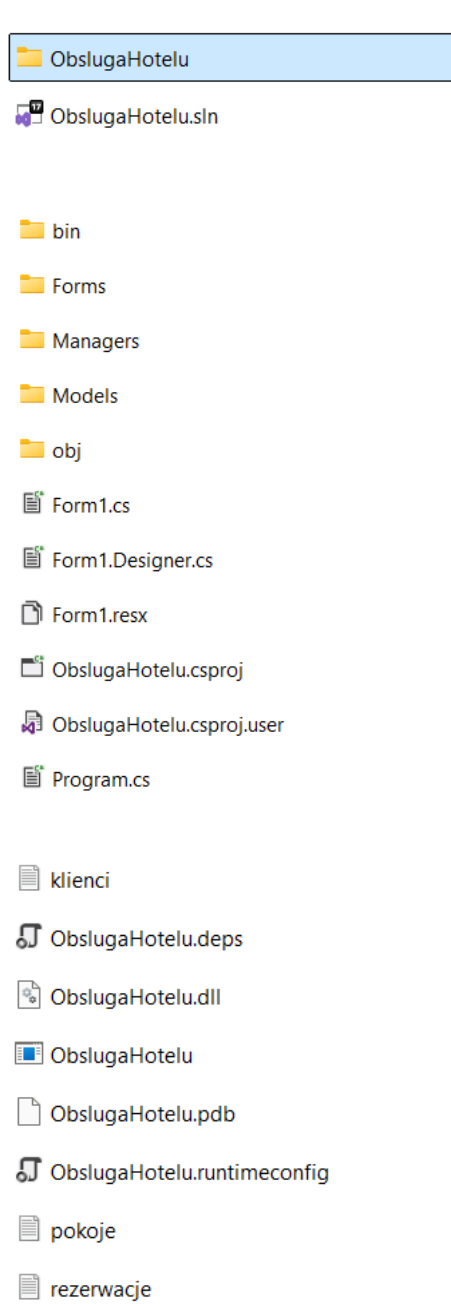 ObslugaHotelu
ObslugaHotelu.sln
bin
Forms
Managers
Models
obj
Form1.cs
Form1.Designer.cs
Form1.resx
ObslugaHotelu.csproj
ObslugaHotelu.csproj.user
Program.cs
klienci
ObslugaHotelu.deps
ObslugaHotelu.dll
ObslugaHotelu
ObslugaHotelu.pdb
ObslugaHotelu.runtimeconfig
pokoje
rezerwacje